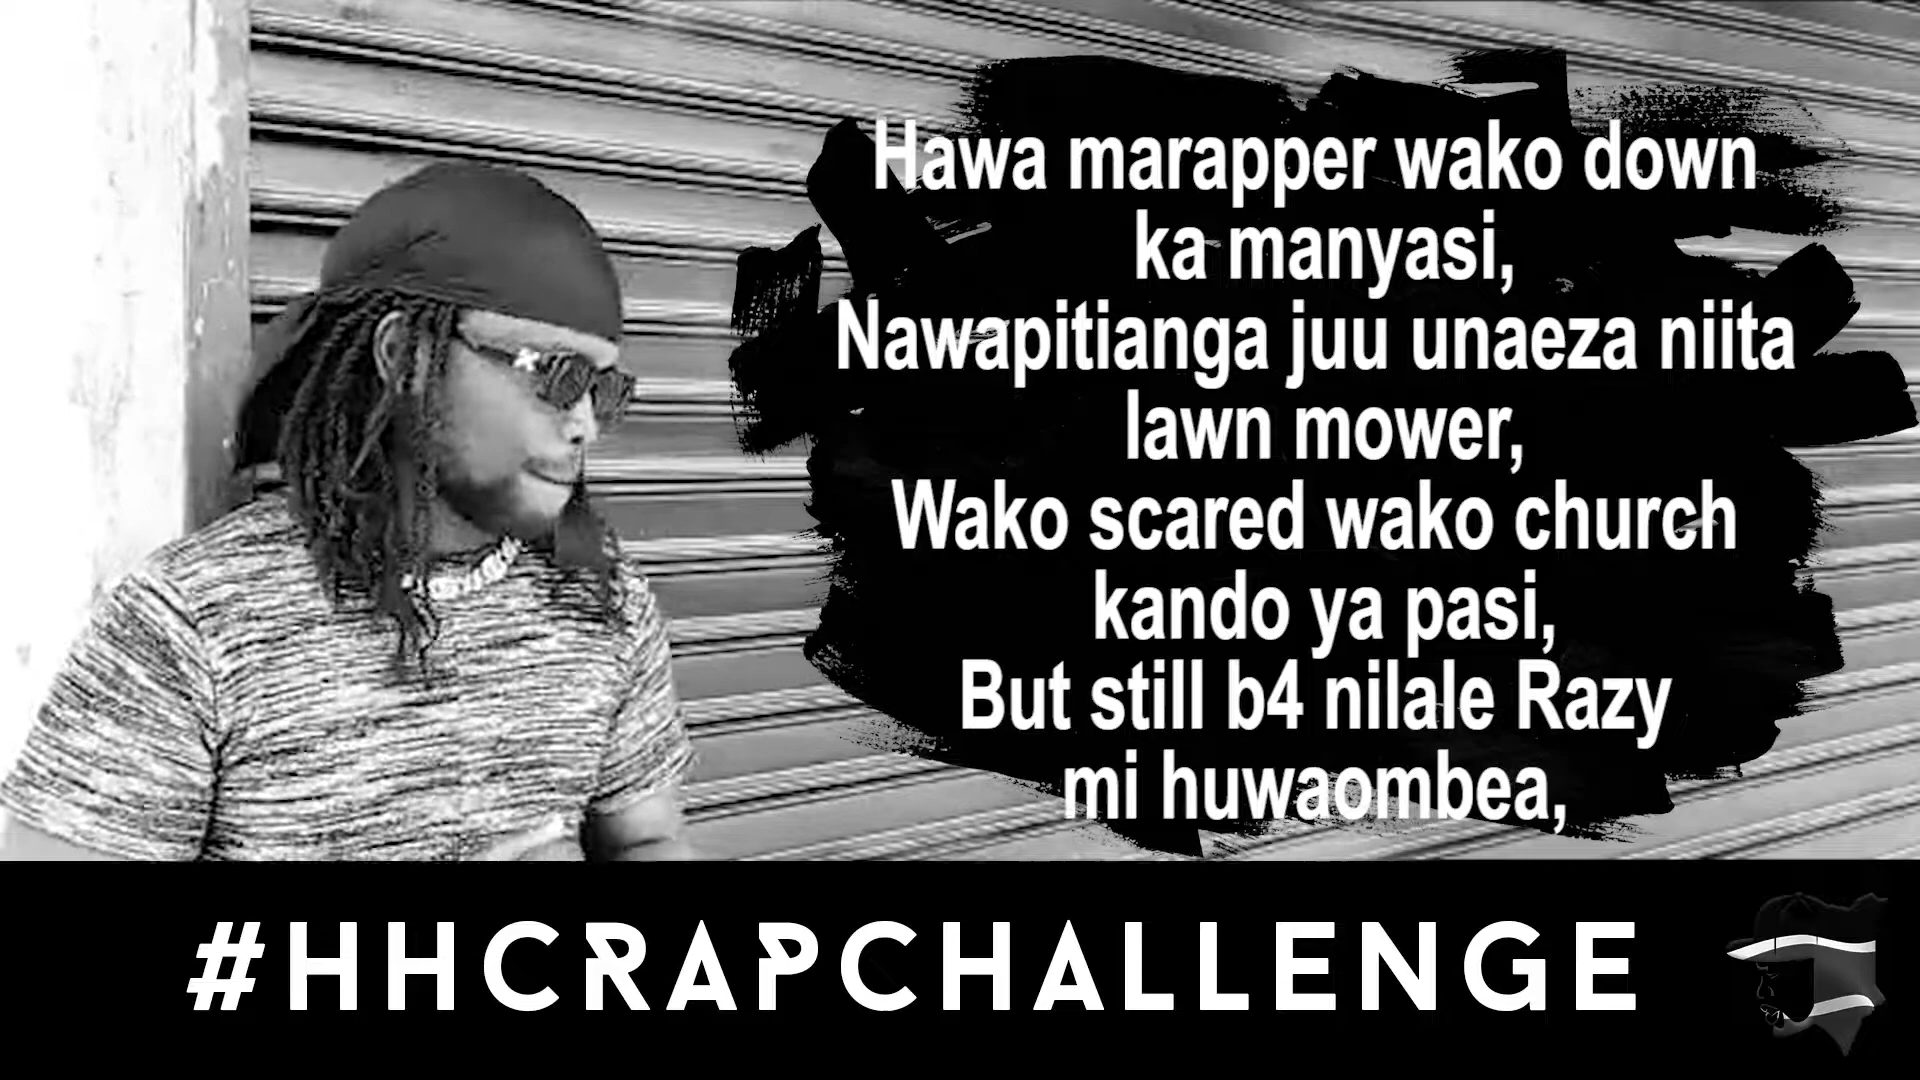 Hawa marapper wako down
ka manyasi,
Nawapitianga juu unaeza niita
lawn mower,
Wako scared wako church
kando ya pasi,
But still b4 nilale Razy
mi huwaombea,
#HHCRAPCHALLENGE